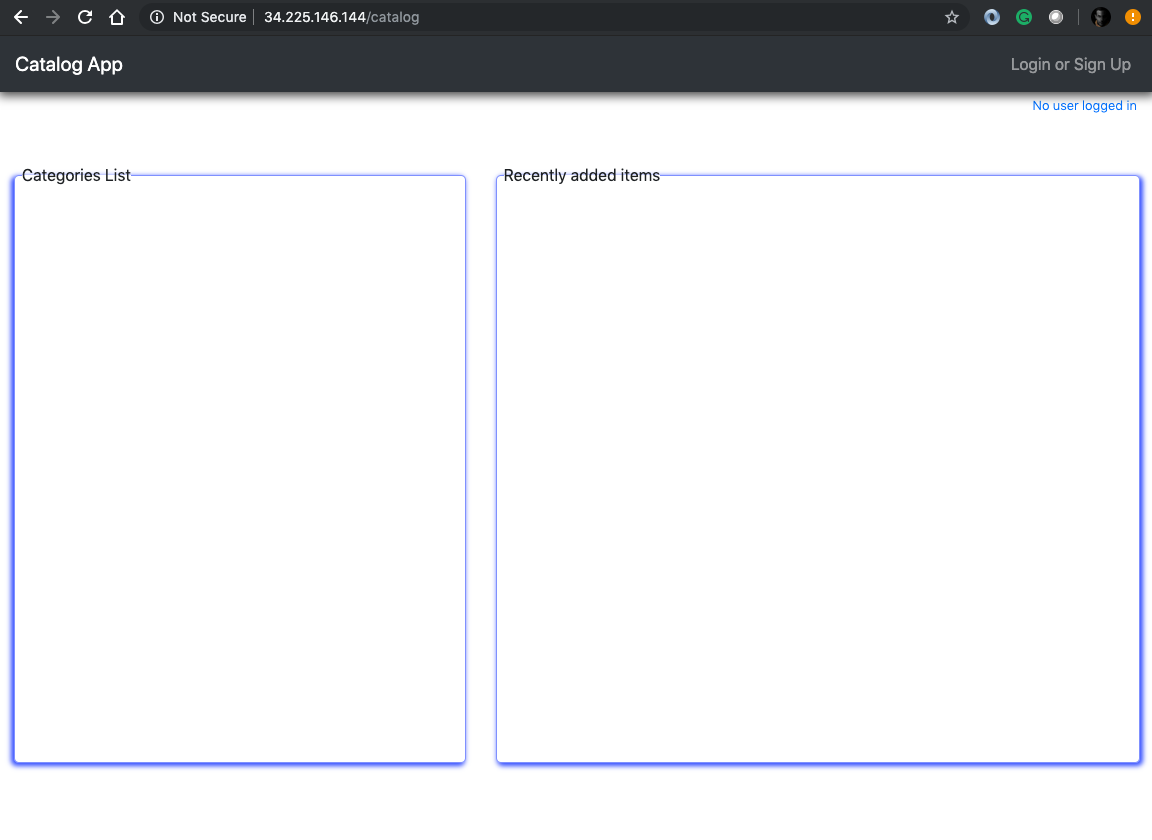 Not Secure 34.225.146.144/catalog
Catalog App
Login or Sign Up
No user logged in
Categories List
Recently added items